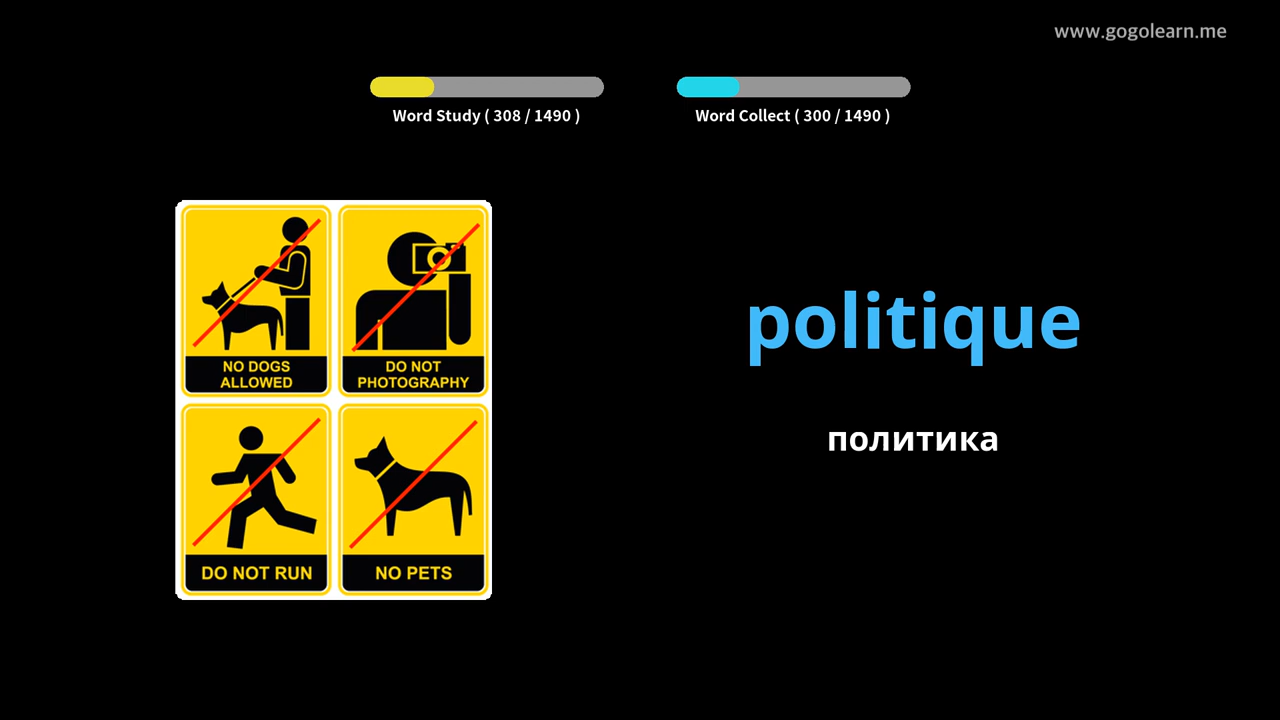 www.gogolearn.me
Word Study ( 308 / 1490 )
Word Collect ( 300 / 1490 )
NO DOGS
ALLOWED
DO NOT
PHOTOGRAPHY
DO NOT RUN
NO PETS
politique
политика